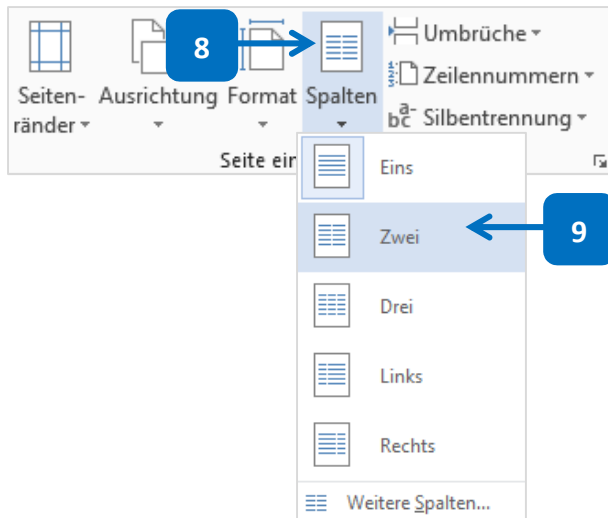 8
Umbrüche
Zeilennummern
Seiten-
ränder
Ausrichtung
Format
Spalten
Silbentrennung
Seite ein
Eins
Zwei
9
Drei
Links
Rechts
Weitere Spalten...